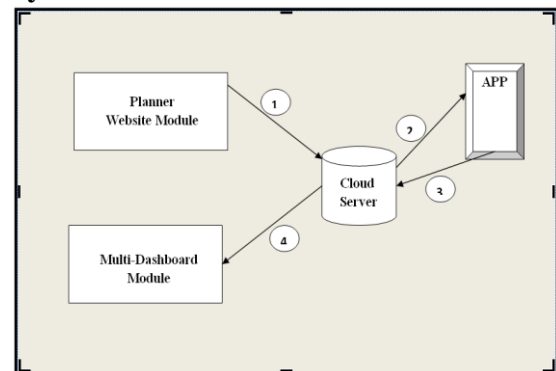 Planner
Website Module
1
2
APP
Cloud
Server
3
4
Multi-Dashboard
Module